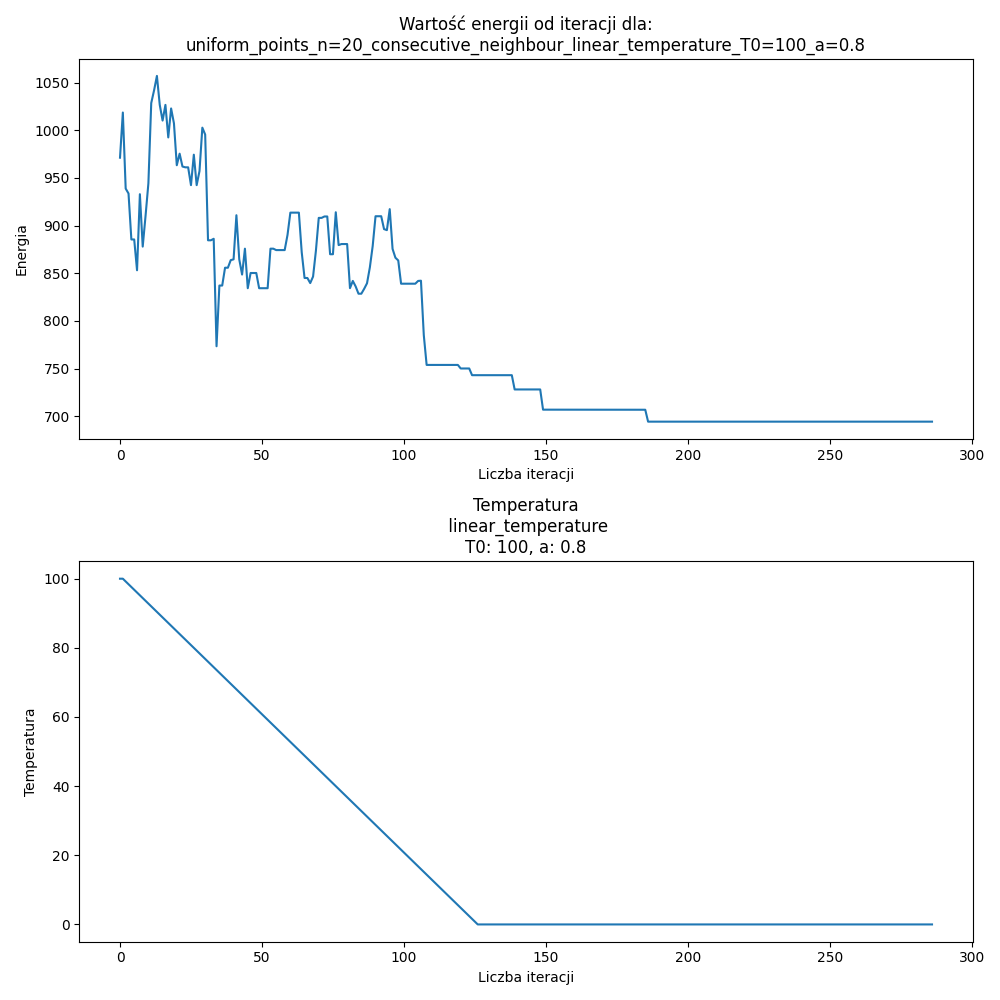 Wartość energii od iteracji dla:
uniform_points_n=20_consecutive_neighbour_linear_temperature_T0=100_a=0.8
1050
1000
950
900
850
800
750
700
Energia
0 50 100 150 200 250 300
Liczba iteracji
Temperatura
linear_temperature
T0: 100, a: 0.8
100
80
60
40
20
0
Temperatura
0 50 100 150 200 250 300
Liczba iteracji